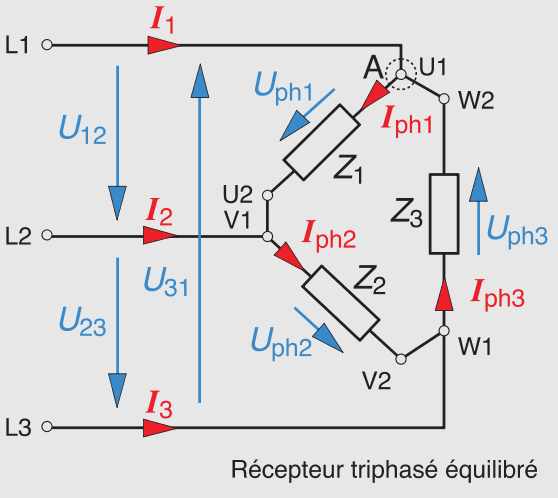 I1
L1
A
U1
Uph1
Iph1
W2
U12
Z1
U2
V1
I2
Z3
L2
Iph2
Uph3
U31
Z2
Iph3
U23
Uph2
W1
V2
I3
L3
Récepteur triphasé équilibré